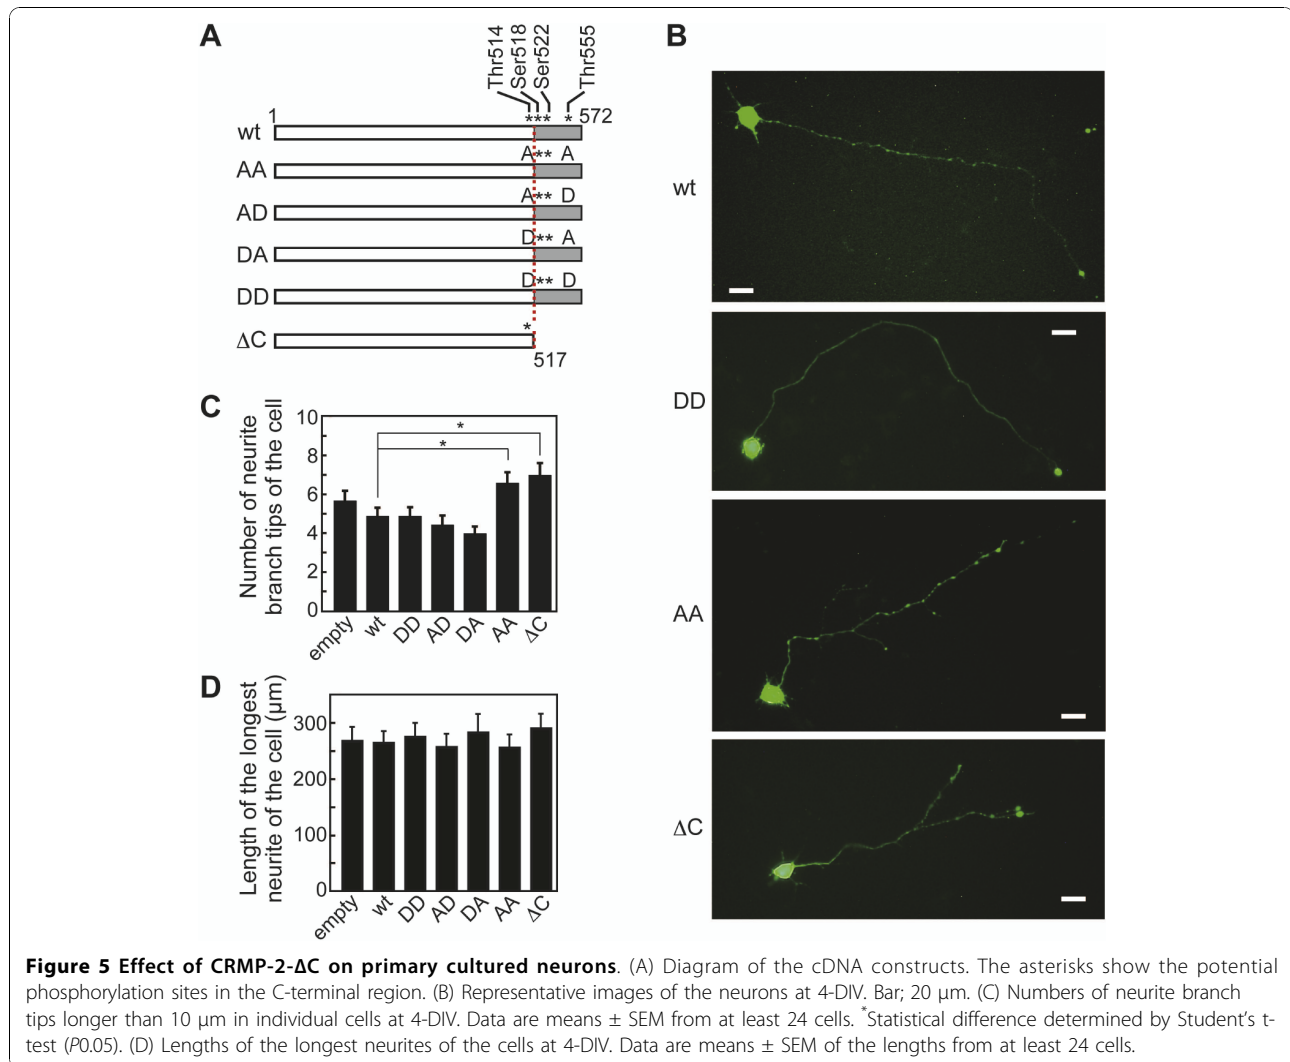 A
Thr514
Ser518
Ser522
Thr555
1
****
572
wt
A** A
AA
A** D
AD
D** A
DA
D** D
DD
*
ΔC
517
B
wt
DD
AA
ΔC
C
Number of neurite
branch tips of the cell
10
8
6
4
2
0
*
*
empty
wt
DD
AD
DA
AA
ΔC
D
Length of the longest
neurite of the cell (μm)
300
200
100
0
empty
wt
DD
AD
DA
AA
ΔC
Figure 5 Effect of CRMP-2-ΔC on primary cultured neurons. (A) Diagram of the cDNA constructs. The asterisks show the potential
phosphorylation sites in the C-terminal region. (B) Representative images of the neurons at 4-DIV. Bar; 20 μm. (C) Numbers of neurite branch
tips longer than 10 μm in individual cells at 4-DIV. Data are means ± SEM from at least 24 cells. *Statistical difference determined by Student's t-
test (P0.05). (D) Lengths of the longest neurites of the cells at 4-DIV. Data are means ± SEM of the lengths from at least 24 cells.